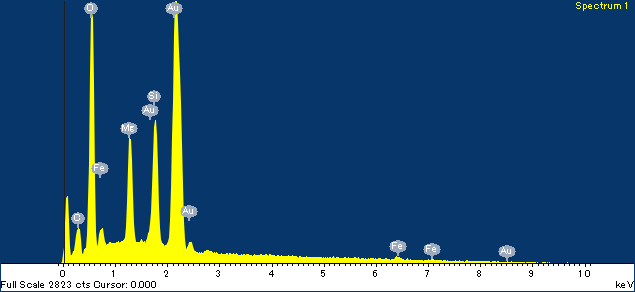 Spectrum 1
O
Au
Si
Au
Mg
Fe
Au
C
Fe
Fe
Au
0 1 2 3 4 5 6 7 8 9 10
Full Scale 2823 cts Cursor: 0.000
keV